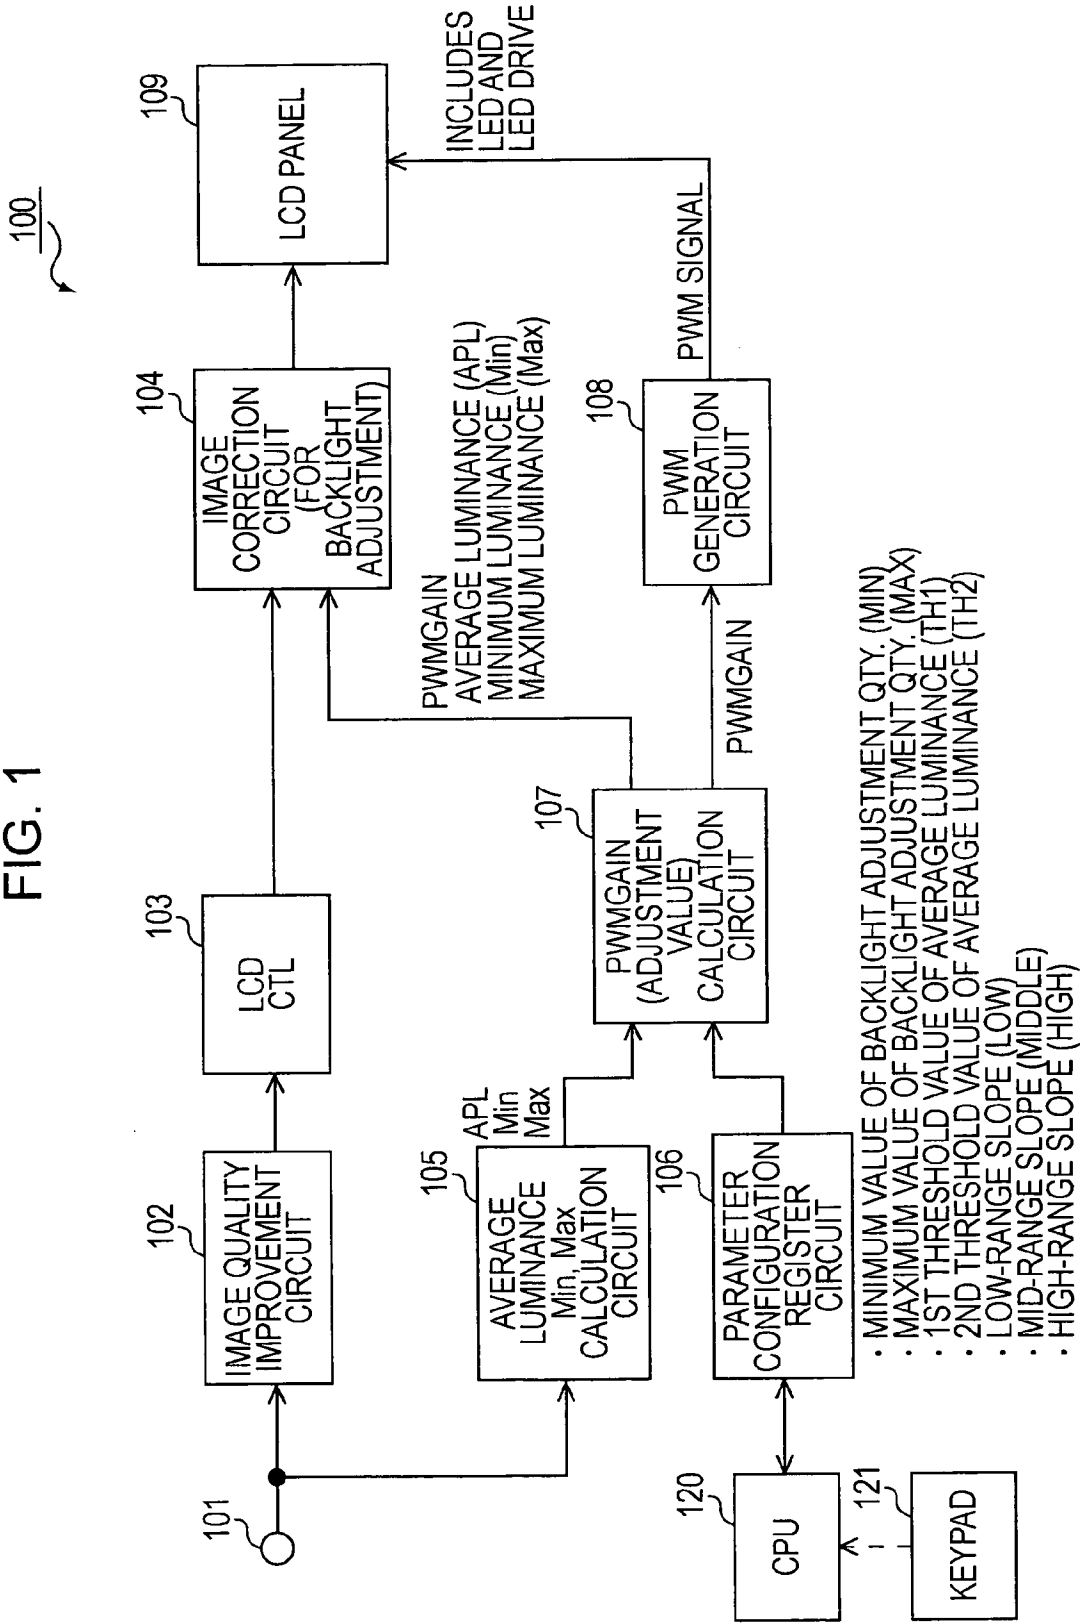 FIG. 1
100
101
102
IMAGE QUALITY
IMPROVEMENT
CIRCUIT
103
LCD
CTL
104
IMAGE
CORRECTION
CIRCUIT
(FOR
BACKLIGHT
ADJUSTMENT)
109
LCD PANEL
INCLUDES
LED AND
LED DRIVE
PWMGAIN
AVERAGE LUMINANCE (APL)
MINIMUM LUMINANCE (Min)
MAXIMUM LUMINANCE (Max)
105
AVERAGE
LUMINANCE
Min, Max
CALCULATION
CIRCUIT
APL
Min
Max
107
PWMGAIN
(ADJUSTMENT
VALUE)
CALCULATION
CIRCUIT
PWMGAIN
108
PWM
GENERATION
CIRCUIT
PWM SIGNAL
106
PARAMETER
CONFIGURATION
REGISTER
CIRCUIT
120
CPU
121
KEYPAD
· MINIMUM VALUE OF BACKLIGHT ADJUSTMENT QTY. (MIN)
· MAXIMUM VALUE OF BACKLIGHT ADJUSTMENT QTY. (MAX)
· 1ST THRESHOLD VALUE OF AVERAGE LUMINANCE (TH1)
· 2ND THRESHOLD VALUE OF AVERAGE LUMINANCE (TH2)
· LOW-RANGE SLOPE (LOW)
· MID-RANGE SLOPE (MIDDLE)
· HIGH-RANGE SLOPE (HIGH)